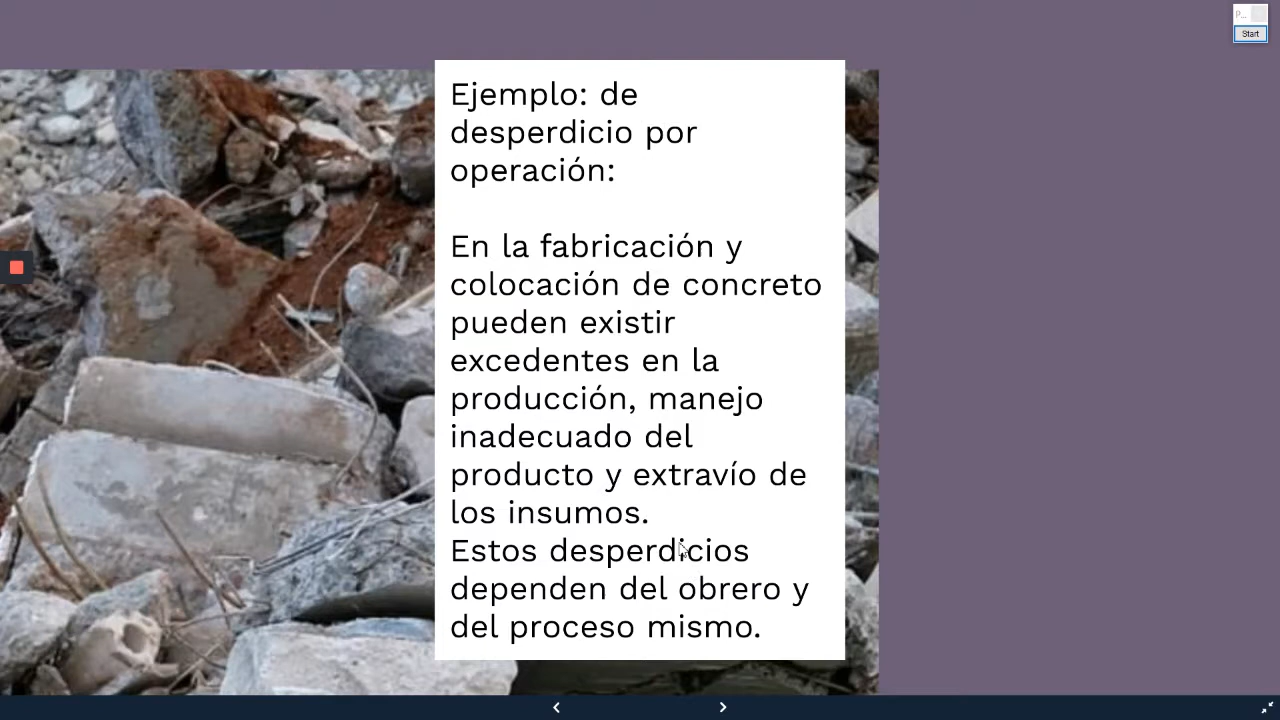 Start
Ejemplo: de
desperdicio por
operación:
En la fabricación y
colocación de concreto
pueden existir
excedentes en la
producción, manejo
inadecuado del
producto y extravío de
los insumos.
Estos desperdicios
dependen del obrero y
del proceso mismo.